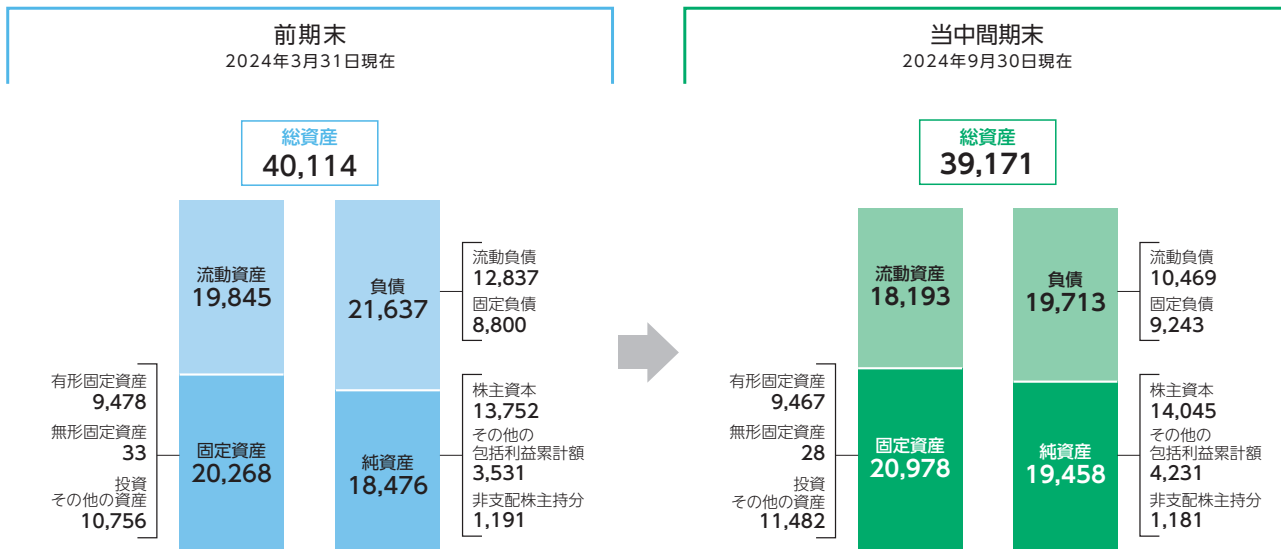 前期末
2024年3月31日現在
総資産
40,114
流動資産
19,845
固定資産
20,268
有形固定資産
9,478
無形固定資産
33
投資
その他の資産
10,756
負債
21,637
純資産
18,476
流動負債
12,837
固定負債
8,800
株主資本
13,752
その他の
包括利益累計額
3,531
非支配株主持分
1,191
当中間期末
2024年9月30日現在
総資産
39,171
流動資産
18,193
固定資産
20,978
有形固定資産
9,467
無形固定資産
28
投資
その他の資産
11,482
負債
19,713
純資産
19,458
流動負債
10,469
固定負債
9,243
株主資本
14,045
その他の
包括利益累計額
4,231
非支配株主持分
1,181